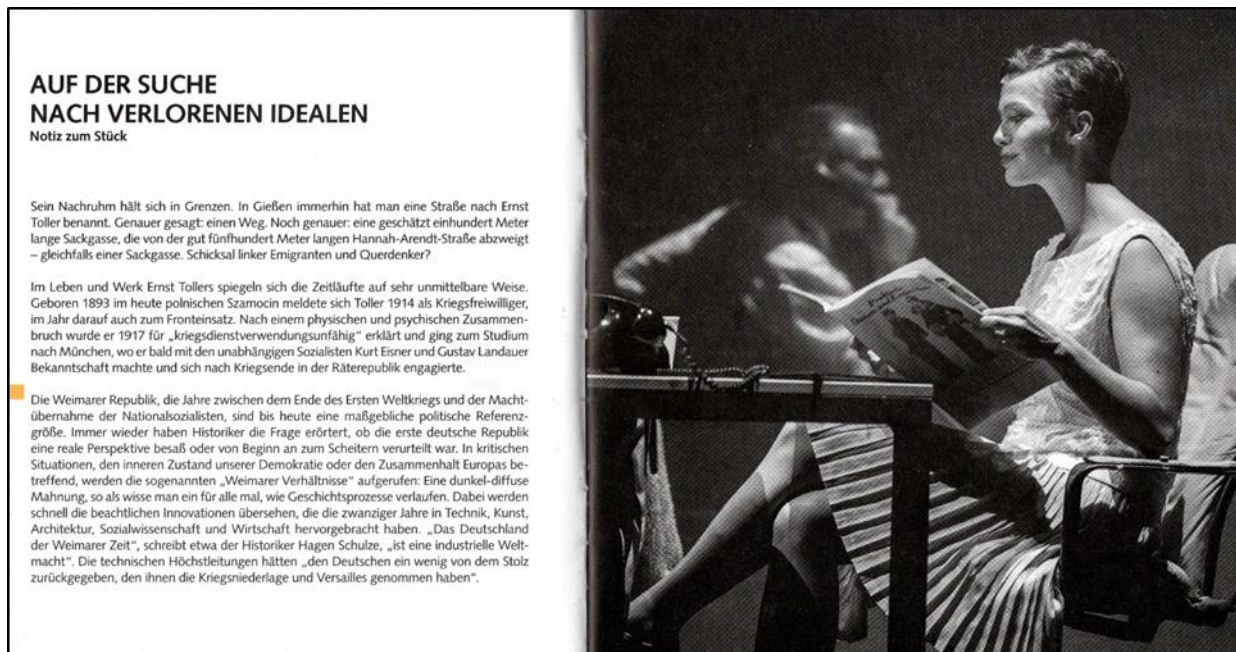 AUF DER SUCHE
NACH VERLORENEN IDEALEN
Notiz zum Stück
Sein Nachruhm hält sich in Grenzen. In Gießen immerhin hat man eine Straße nach Ernst
Toller benannt. Genauer gesagt: einen Weg. Noch genauer: eine geschätzt einhundert Meter
lange Sackgasse, die von der gut fünfhundert Meter langen Hannah-Arendt-Straße abzweigt
– gleichfalls einer Sackgasse. Schicksal linker Emigranten und Querdenker?
Im Leben und Werk Ernst Tollers spiegeln sich die Zeitläufte auf sehr unmittelbare Weise.
Geboren 1893 im heute polnischen Szamocin meldete sich Toller 1914 als Kriegsfreiwilliger,
im Jahr darauf auch zum Fronteinsatz. Nach einem physischen und psychischen Zusammen-
bruch wurde er 1917 für „kriegsdienstverwendungsunfähig“ erklärt und ging zum Studium
nach München, wo er bald mit den unabhängigen Sozialisten Kurt Eisner und Gustav Landauer
Bekanntschaft machte und sich nach Kriegsende in der Räterepublik engagierte.
Die Weimarer Republik, die Jahre zwischen dem Ende des Ersten Weltkriegs und der Macht-
übernahme der Nationalsozialisten, sind bis heute eine maßgebliche politische Referenz-
größe. Immer wieder haben Historiker die Frage erörtert, ob die erste deutsche Republik
eine reale Perspektive besaß oder von Beginn an zum Scheitern verurteilt war. In kritischen
Situationen, den inneren Zustand unserer Demokratie oder den Zusammenhalt Europas be-
treffend, werden die sogenannten „Weimarer Verhältnisse“ aufgerufen: Eine dunkel-diffuse
Mahnung, so als wisse man ein für alle mal, wie Geschichtsprozesse verlaufen. Dabei werden
schnell die beachtlichen Innovationen übersehen, die die zwanziger Jahre in Technik, Kunst,
Architektur, Sozialwissenschaft und Wirtschaft hervorgebracht haben. „Das Deutschland
der Weimarer Zeit“, schreibt etwa der Historiker Hagen Schulze, „ist eine industrielle Welt-
macht“. Die technischen Höchstleitungen hätten „den Deutschen ein wenig von dem Stolz
zurückgegeben, den ihnen die Kriegsniederlage und Versailles genommen haben“.